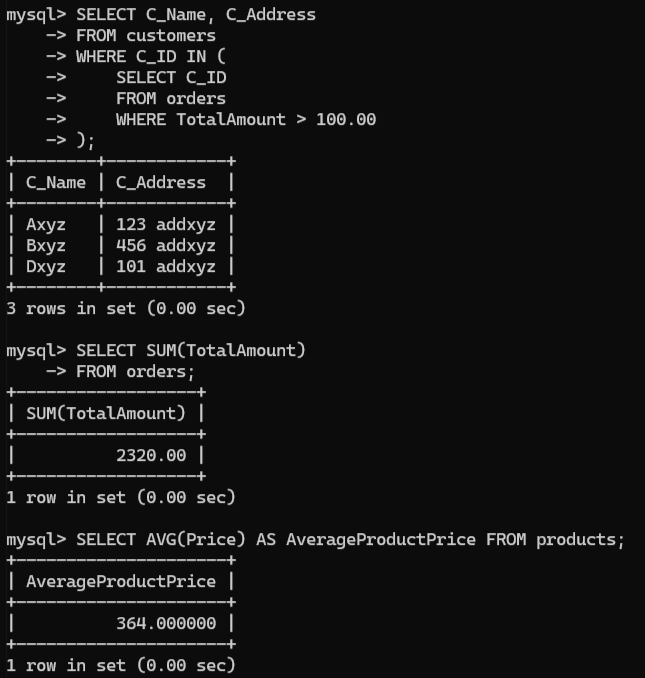 mysql> SELECT C_Name, C_Address
    -> FROM customers
    -> WHERE C_ID IN (
    ->     SELECT C_ID
    ->     FROM orders
    ->     WHERE TotalAmount > 100.00
    -> );
+--------+------------+
| C_Name | C_Address  |
+--------+------------+
| Axyz   | 123 addxyz |
| Bxyz   | 456 addxyz |
| Dxyz   | 101 addxyz |
+--------+------------+
3 rows in set (0.00 sec)

mysql> SELECT SUM(TotalAmount)
    -> FROM orders;
+------------------+
| SUM(TotalAmount) |
+------------------+
|          2320.00 |
+------------------+
1 row in set (0.00 sec)

mysql> SELECT AVG(Price) AS AverageProductPrice FROM products;
+---------------------+
| AverageProductPrice |
+---------------------+
|          364.000000 |
+---------------------+
1 row in set (0.00 sec)